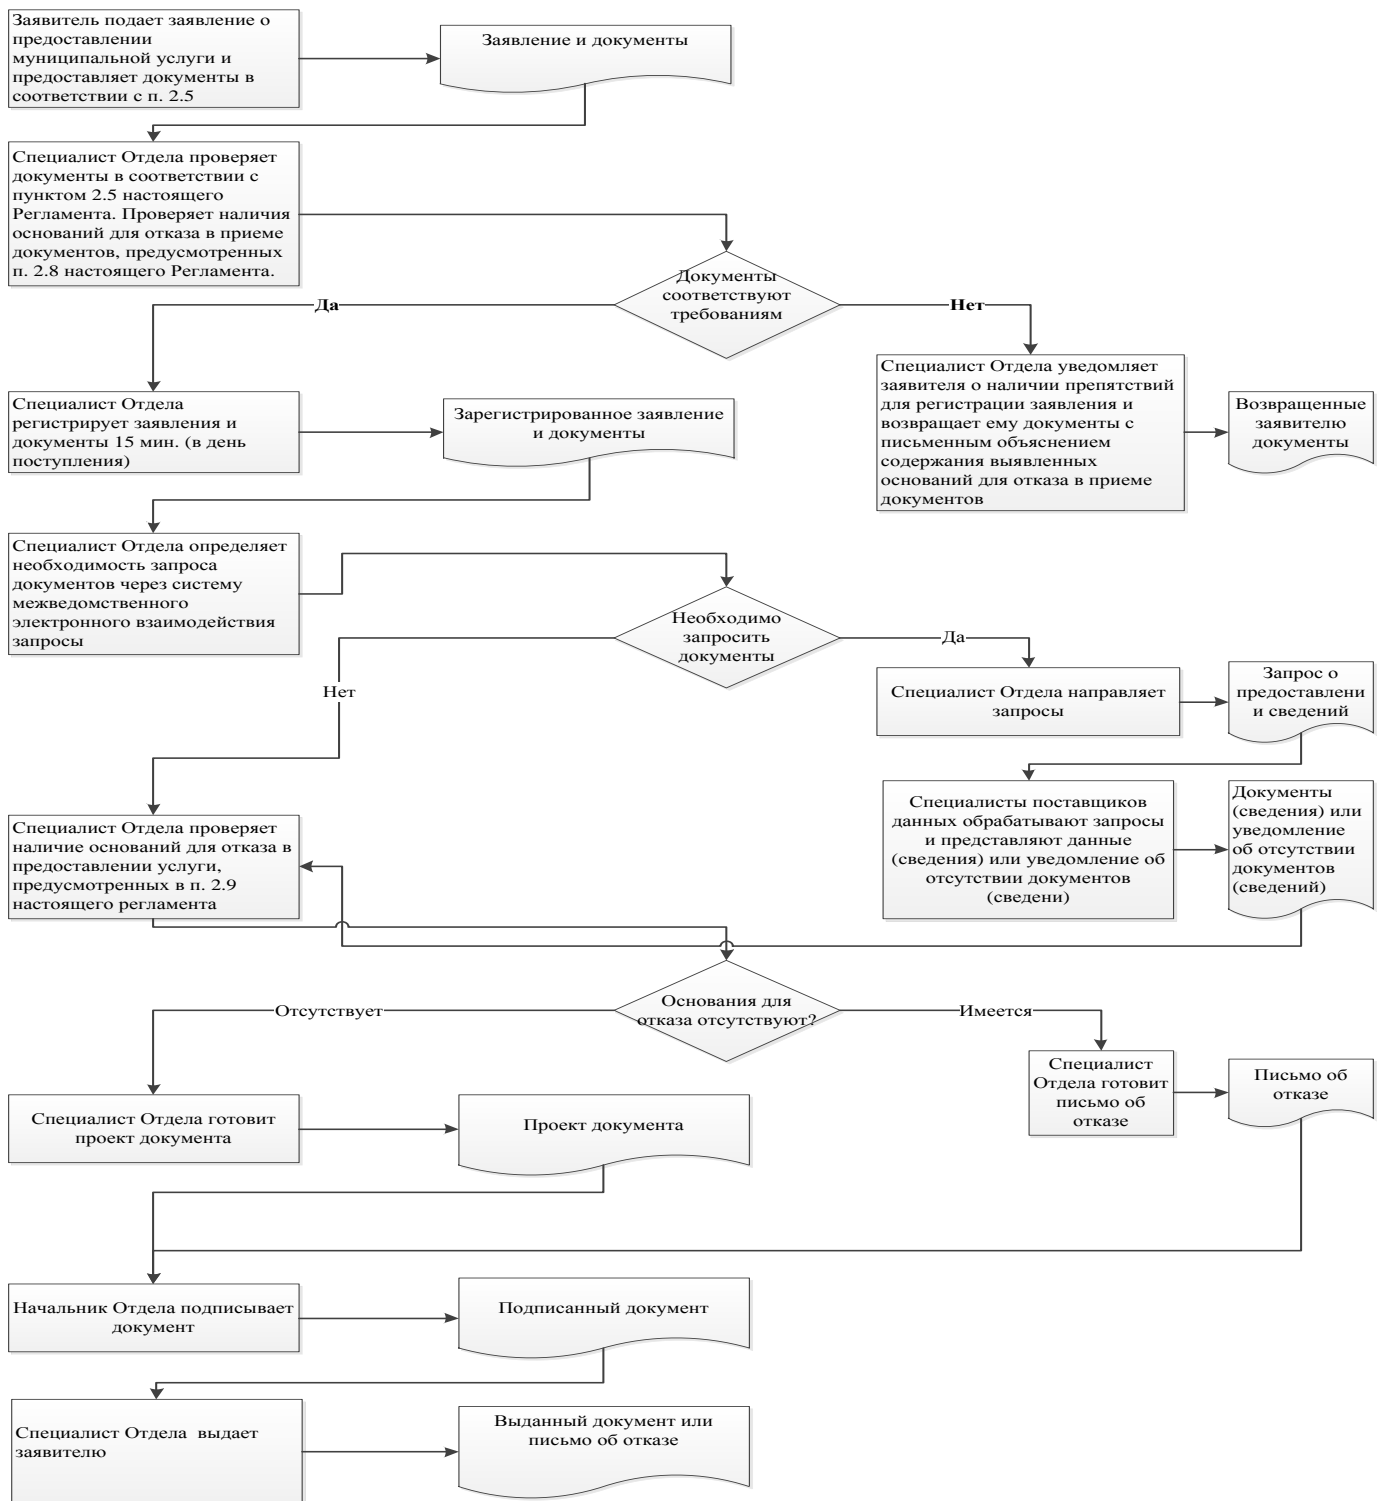 Заявитель подает заявление о
предоставлении
муниципальной услуги и
предоставляет документы в
соответствии с п. 2.5
Заявление и документы
Специалист Отдела проверяет
документы в соответствии с
пунктом 2.5 настоящего
Регламента. Проверяет наличия
оснований для отказа в приеме
документов, предусмотренных
п. 2.8 настоящего Регламента.
Документы
соответствуют
требованиям
Да
Нет
Специалист Отдела
регистрирует заявления и
документы 15 мин. (в день
поступления)
Зарегистрированное заявление
и документы
Специалист Отдела уведомляет
заявителя о наличии препятствий
для регистрации заявления и
возвращает ему документы с
письменным объяснением
содержания выявленных
оснований для отказа в приеме
документов
Возвращенные
заявителю
документы
Специалист Отдела определяет
необходимость запроса
документов через систему
межведомственного
электронного взаимодействия
запросы
Необходимо
запросить
документы
Да
Нет
Специалист Отдела направляет
запросы
Запрос о
предоставлени
и сведений
Специалисты поставщиков
данных обрабатывают запросы
и представляют данные
(сведения) или уведомление об
отсутствии документов
(сведени)
Документы
(сведения) или
уведомление
об отсутствии
документов
(сведений)
Специалист Отдела проверяет
наличие оснований для отказа в
предоставлении услуги,
предусмотренных в п. 2.9
настоящего регламента
Основания для
отказа отсутствуют?
Отсутствует
Имеется
Специалист
Отдела готовит
письмо об
отказе
Письмо об
отказе
Специалист Отдела готовит
проект документа
Проект документа
Начальник Отдела подписывает
документ
Подписанный документ
Специалист Отдела  выдает
заявителю
Выданный документ или
письмо об отказе